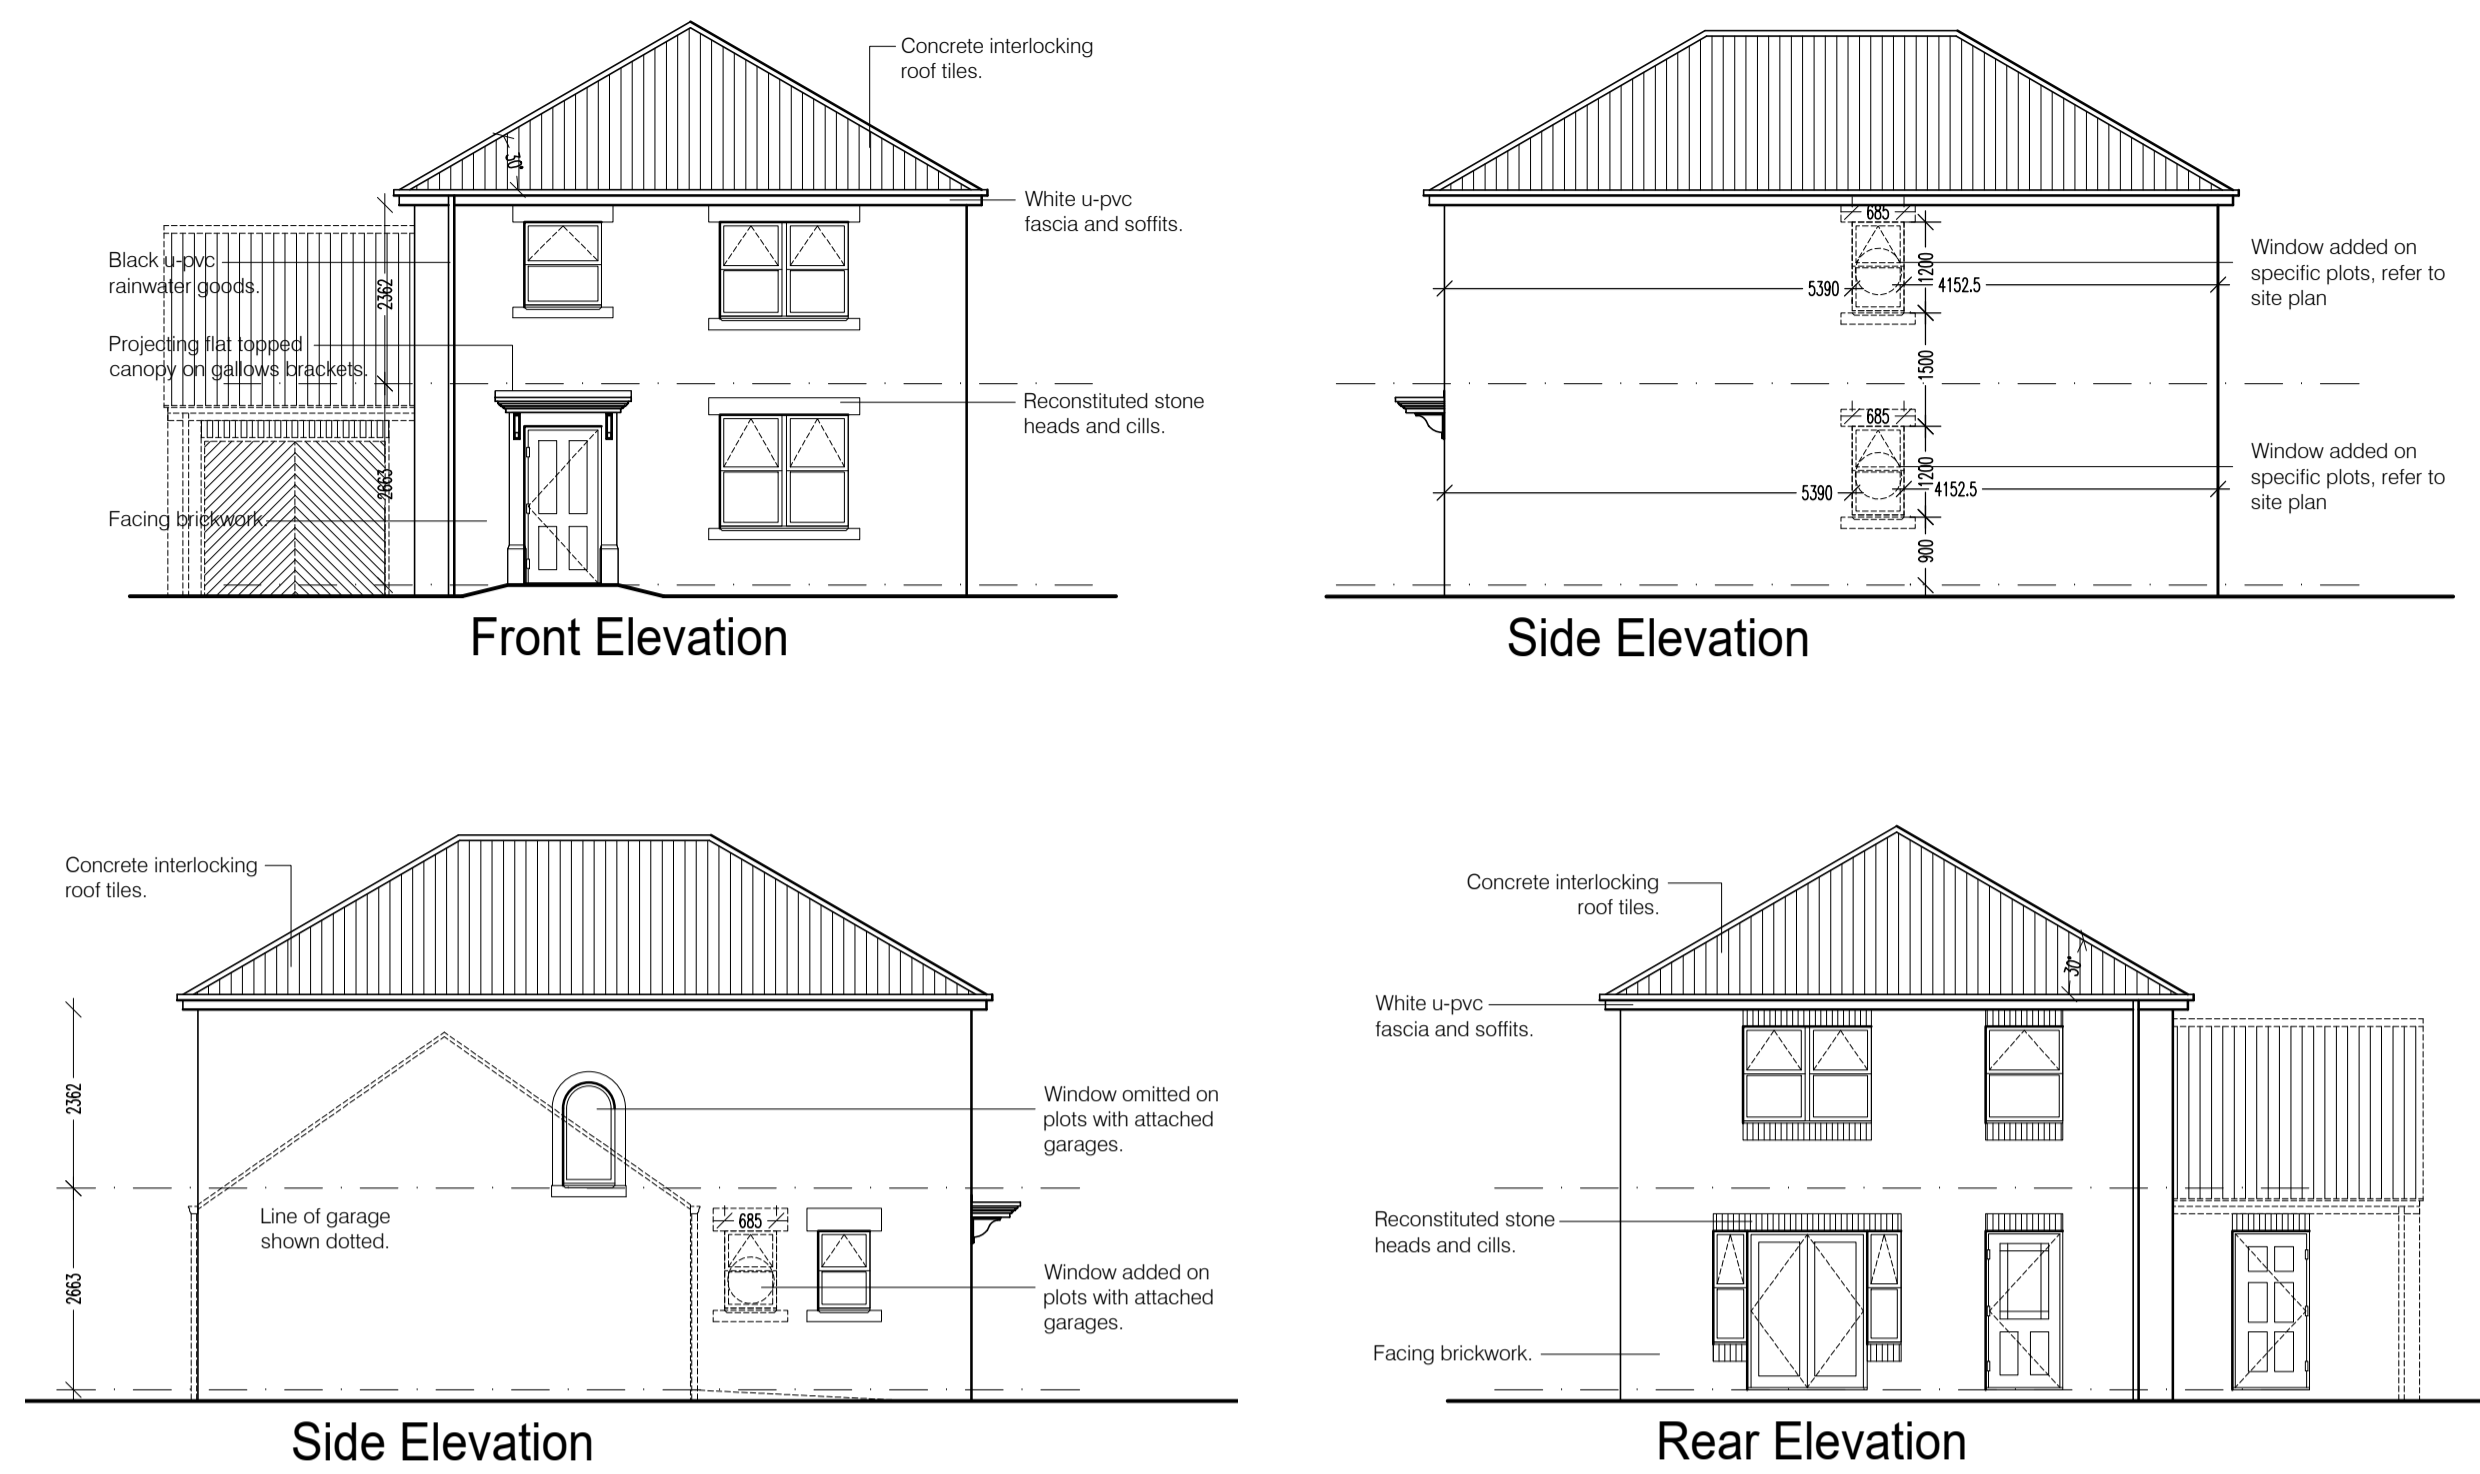 Concrete interlocking
roof tiles.
30°
White u-pvc
fascia and soffits.
Black u-pvc
rainwater goods.
2362
Projecting flat topped
canopy on gallows brackets.
Reconstituted stone
heads and cills.
2663
Facing brickwork.
Front Elevation
685
Window added on
specific plots, refer to
site plan
1200
5390
4152.5
1500
685
Window added on
specific plots, refer to
site plan
1200
5390
4152.5
900
Side Elevation
Concrete interlocking
roof tiles.
2362
Window omitted on
plots with attached
garages.
Line of garage
shown dotted.
685
2663
Window added on
plots with attached
garages.
Side Elevation
Concrete interlocking
roof tiles.
30°
White u-pvc
fascia and soffits.
Reconstituted stone
heads and cills.
Facing brickwork.
Rear Elevation